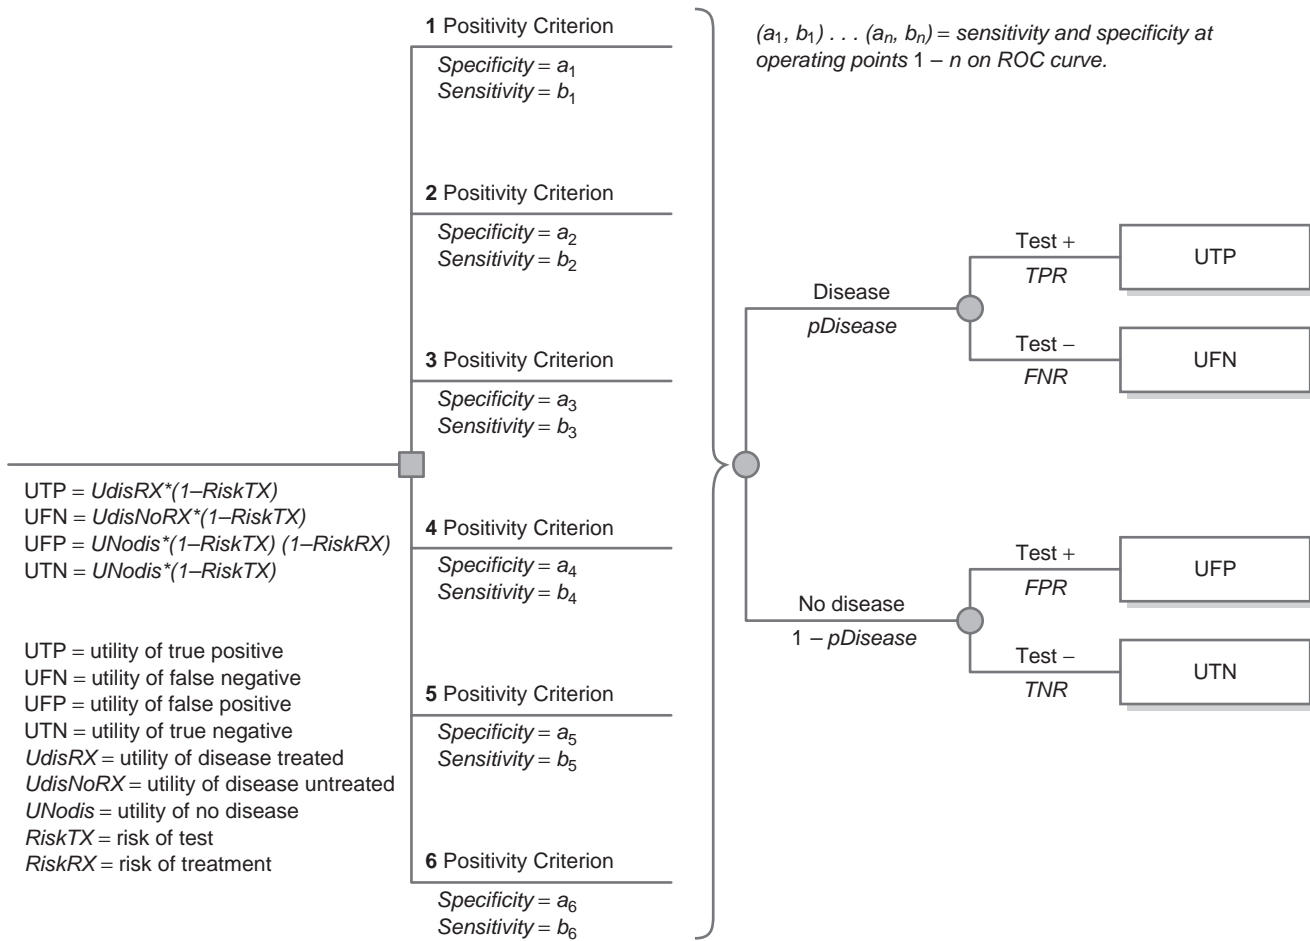 1 Positivity Criterion
Specificity = a₁
Sensitivity = b₁
2 Positivity Criterion
Specificity = a₂
Sensitivity = b₂
3 Positivity Criterion
Specificity = a₃
Sensitivity = b₃
4 Positivity Criterion
Specificity = a₄
Sensitivity = b₄
5 Positivity Criterion
Specificity = a₅
Sensitivity = b₅
6 Positivity Criterion
Specificity = a₆
Sensitivity = b₆
UTP = UdisRX*(1–RiskTX)
UFN = UdisNoRX*(1–RiskTX)
UFP = UNodis*(1–RiskTX) (1–RiskRX)
UTN = UNodis*(1–RiskTX)
UTP = utility of true positive
UFN = utility of false negative
UFP = utility of false positive
UTN = utility of true negative
UdisRX = utility of disease treated
UdisNoRX = utility of disease untreated
UNodis = utility of no disease
RiskTX = risk of test
RiskRX = risk of treatment
(a₁, b₁) . . . (aₙ, bₙ) = sensitivity and specificity at
operating points 1 – n on ROC curve.
Disease
pDisease
Test +
TPR
UTP
Test –
FNR
UFN
No disease
1 – pDisease
Test +
FPR
UFP
Test –
TNR
UTN